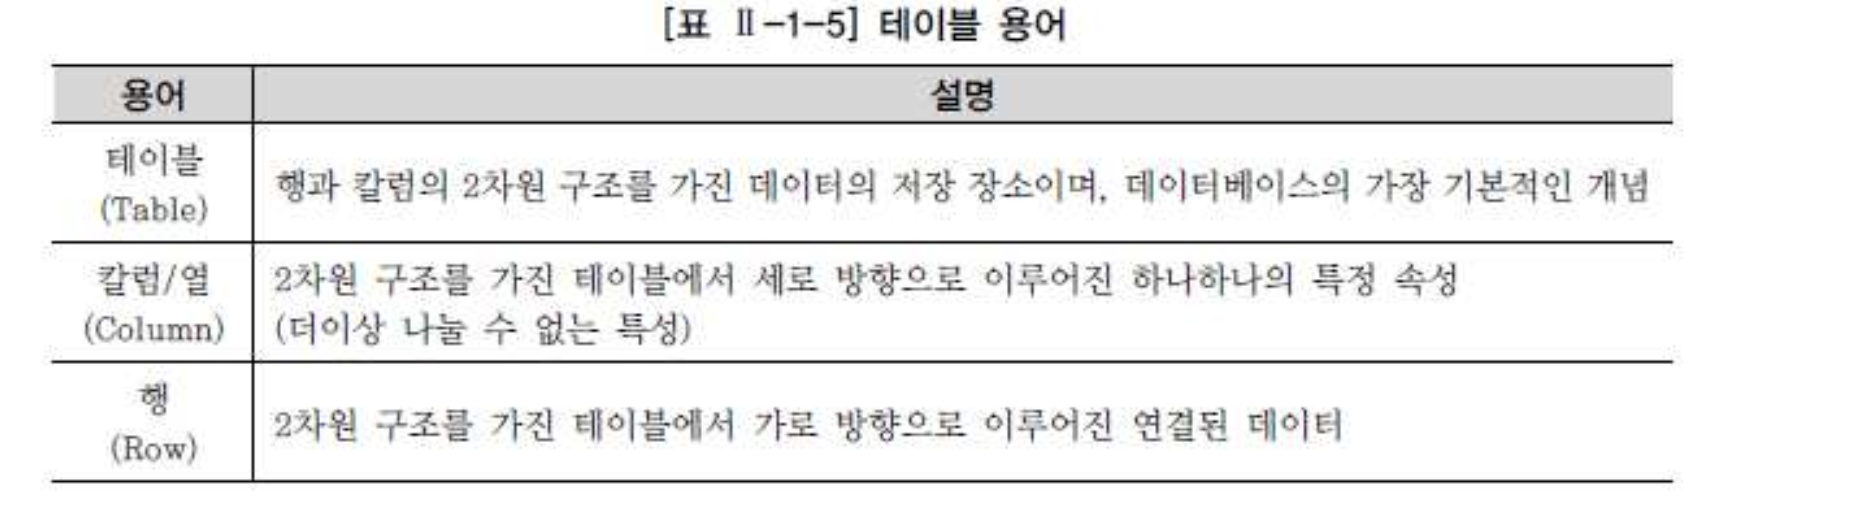 [표 Ⅱ-1-5] 테이블 용어
용어
설명
테이블
(Table)
행과 칼럼의 2차원 구조를 가진 데이터의 저장 장소이며, 데이터베이스의 가장 기본적인 개념
칼럼/열
(Column)
2차원 구조를 가진 테이블에서 세로 방향으로 이루어진 하나하나의 특정 속성
(더이상 나눌 수 없는 특성)
행
(Row)
2차원 구조를 가진 테이블에서 가로 방향으로 이루어진 연결된 데이터